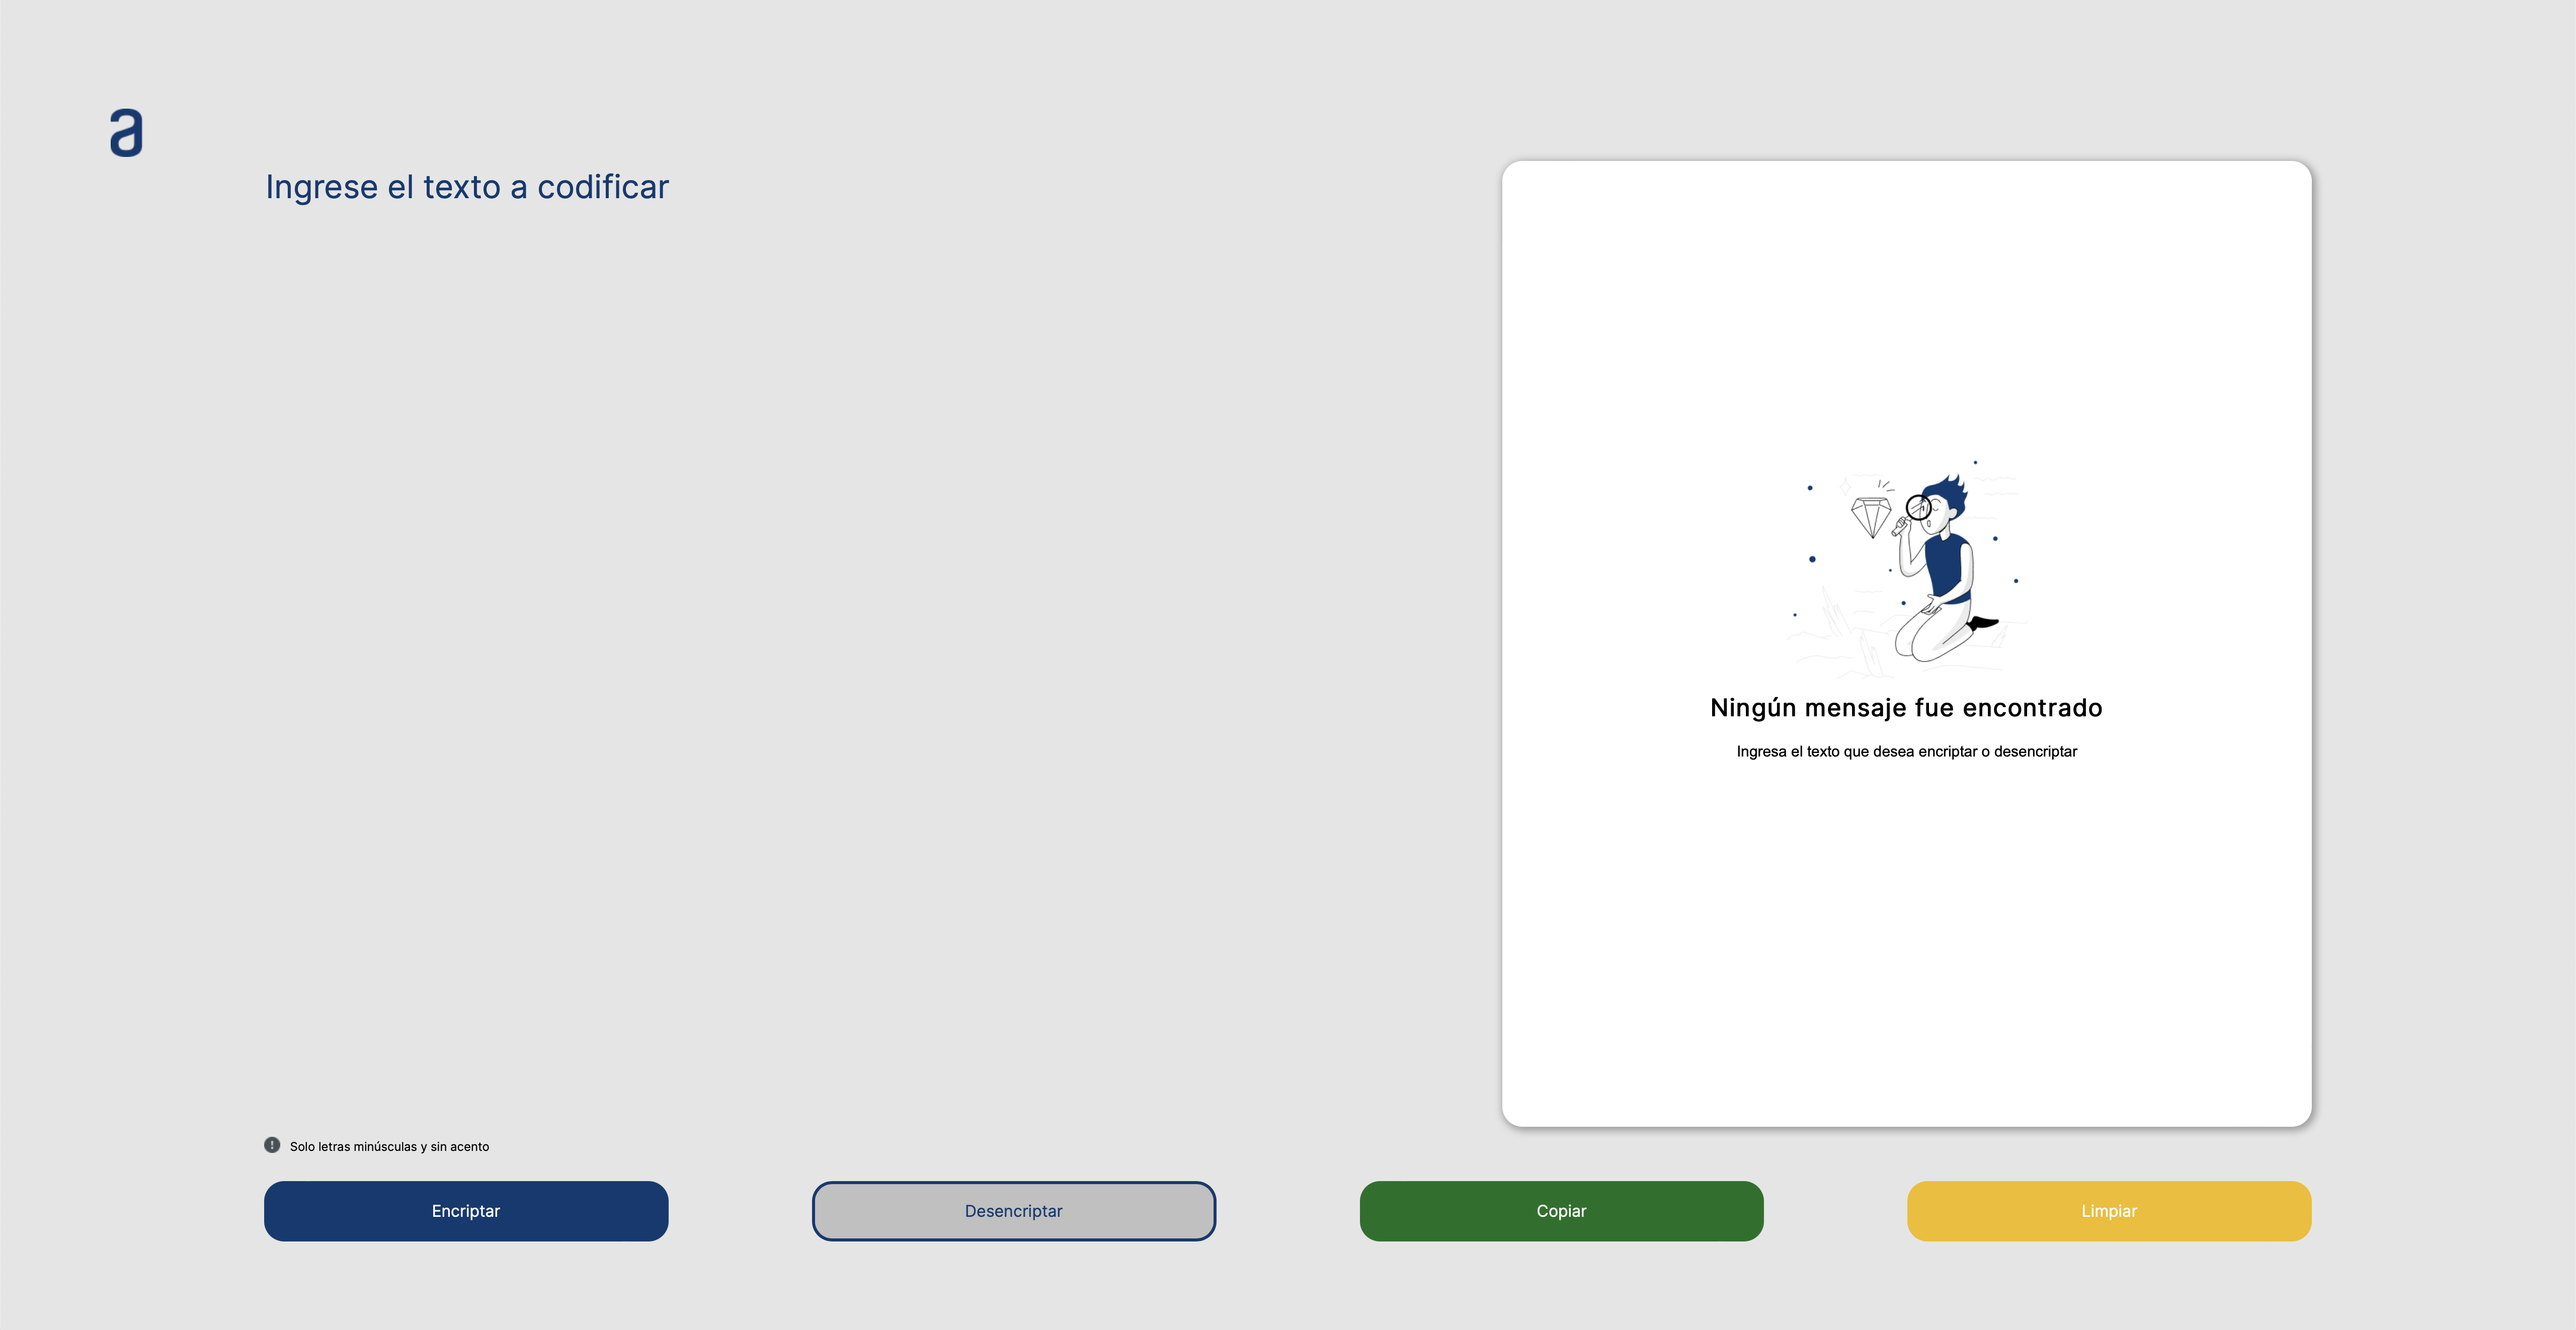 a
Ingrese el texto a codificar
Ningún mensaje fue encontrado
Ingresa el texto que desea encriptar o desencriptar
Solo letras minúsculas y sin acento
Encriptar
Desencriptar
Copiar
Limpiar